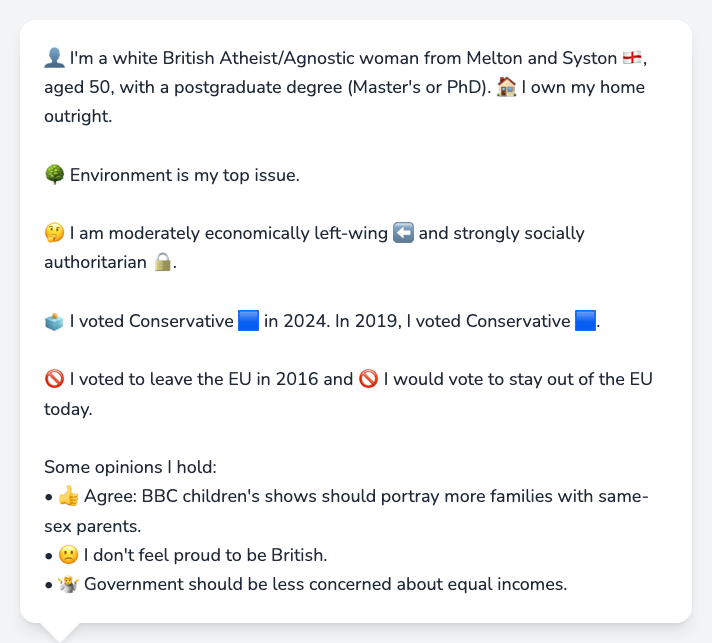 👤 I'm a white British Atheist/Agnostic woman from Melton and Syston 🏴󠁧󠁢󠁥󠁮󠁧󠁿,
aged 50, with a postgraduate degree (Master's or PhD). 🏠 I own my home
outright.
🌳 Environment is my top issue.
🤔 I am moderately economically left-wing ⬅️ and strongly socially
authoritarian 🔒.
🗳️ I voted Conservative 🟦 in 2024. In 2019, I voted Conservative 🟦.
🚫 I voted to leave the EU in 2016 and 🚫 I would vote to stay out of the EU
today.
Some opinions I hold:
• 👍 Agree: BBC children's shows should portray more families with same-
sex parents.
• 🙁 I don't feel proud to be British.
• 🤷 Government should be less concerned about equal incomes.